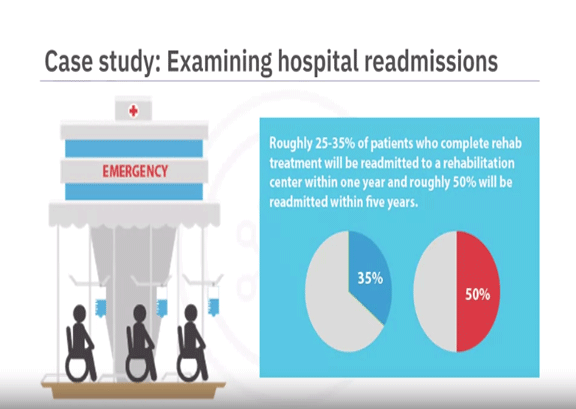 Case study: Examining hospital readmissions
EMERGENCY
Roughly 25-35% of patients who complete rehab
treatment will be readmitted to a rehabilitation
center within one year and roughly 50% will be
readmitted within five years.
35%
50%